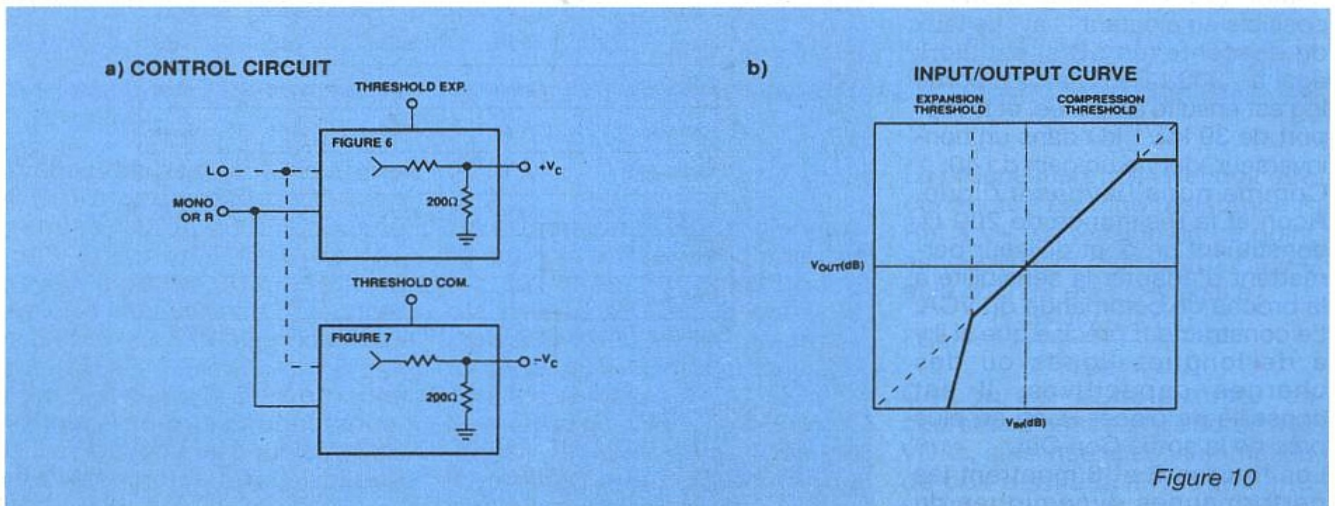 a) CONTROL CIRCUIT
THRESHOLD EXP.
FIGURE 6
L
+Vc
MONO
OR R
200Ω
THRESHOLD COM.
FIGURE 7
-Vc
200Ω
b)
INPUT/OUTPUT CURVE
EXPANSION
THRESHOLD
COMPRESSION
THRESHOLD
VOUT(dB)
VIN(dB)
Figure 10